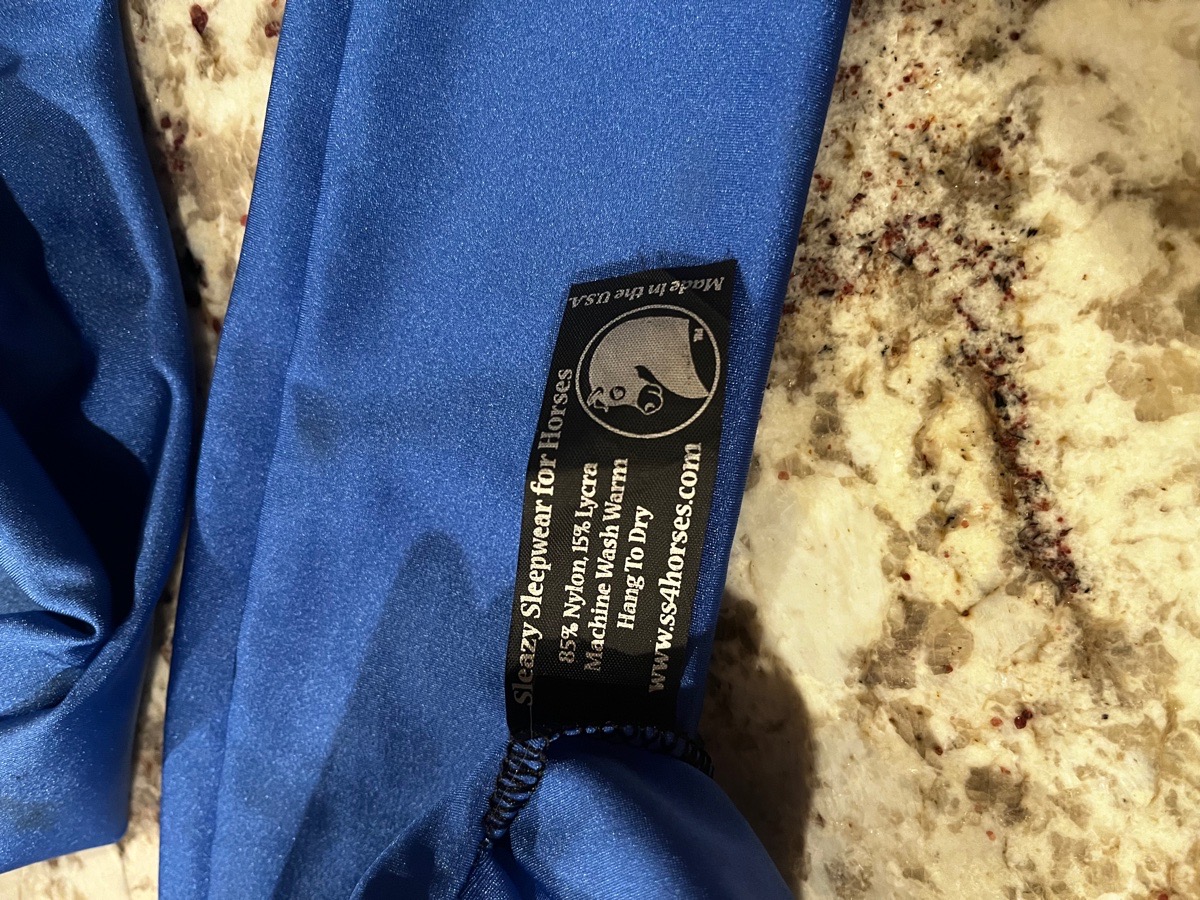 Sleazy Sleepwear for Horses
85% Nylon, 15% Lycra
Machine Wash Warm
Hang To Dry
www.ss4horses.com
TM
Made in the U.S.A.